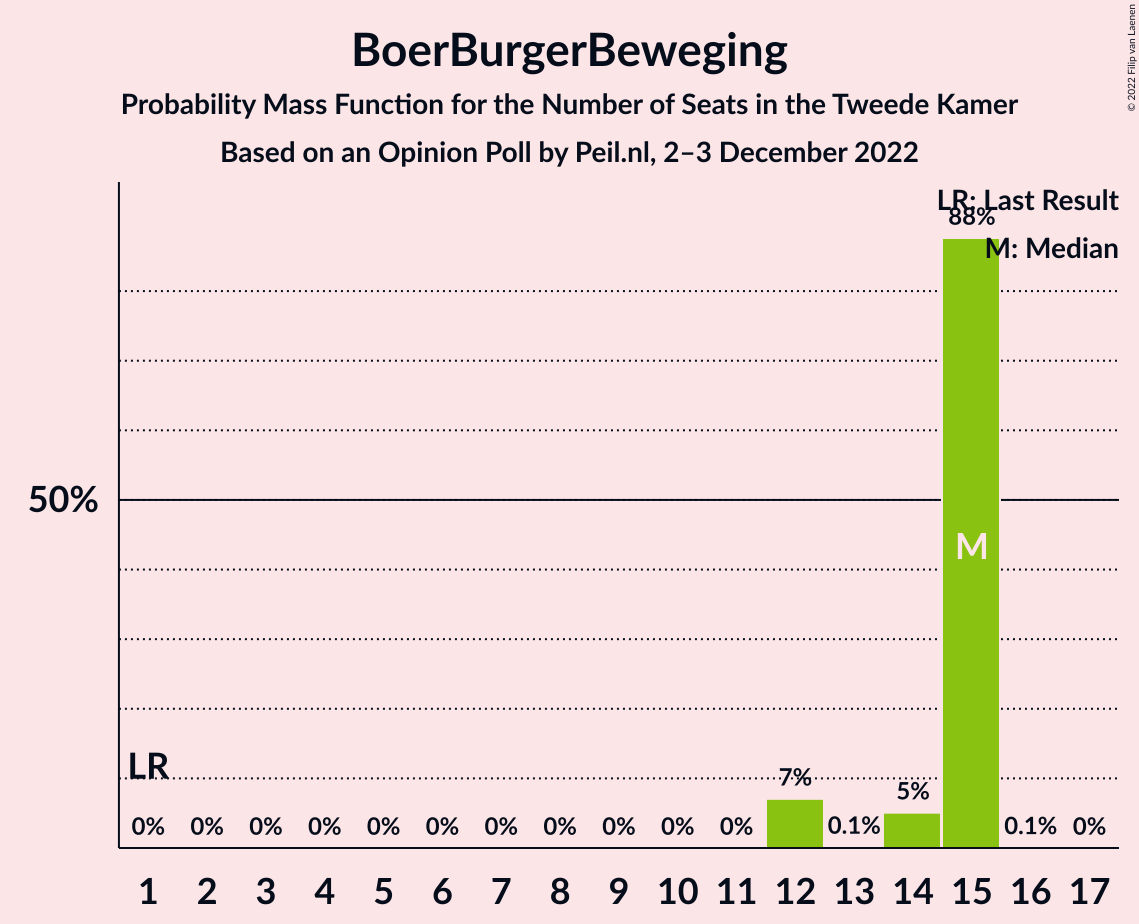 BoerBurgerBeweging
Probability Mass Function for the Number of Seats in the Tweede Kamer
Based on an Opinion Poll by Peil.nl, 2–3 December 2022
© 2022 Filip van Laenen
LR: Last Result
88%
M: Median
50%
M
LR
7%
5%
0% 0% 0% 0% 0% 0% 0% 0% 0% 0% 0% 0.1% 0.1% 0%
1 2 3 4 5 6 7 8 9 10 11 12 13 14 15 16 17